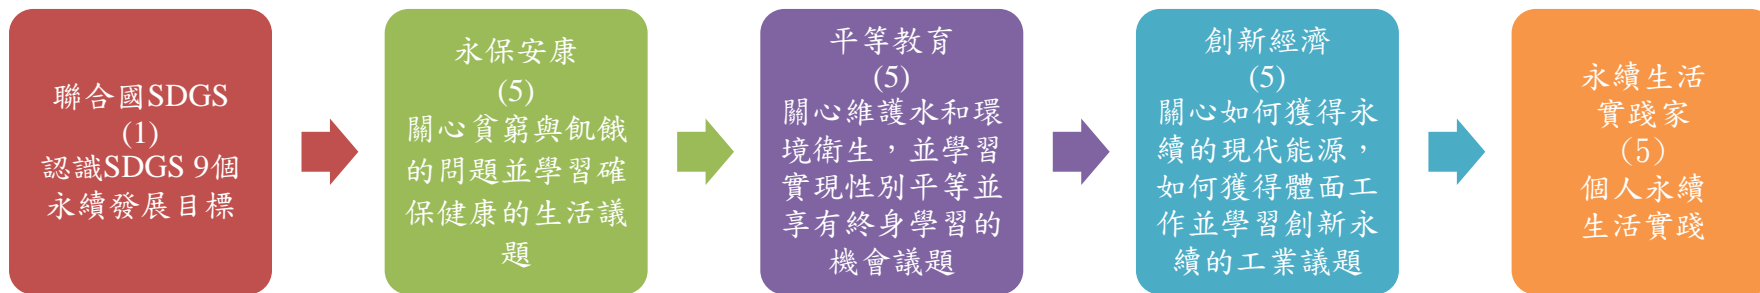 聯合國SDGS
(1)
認識SDGS 9個
永續發展目標
永保安康
(5)
關心貧窮與飢餓
的問題並學習確
保健康的生活議
題
平等教育
(5)
關心維護水和環
境衛生，並學習
實現性別平等並
享有終身學習的
機會議題
創新經濟
(5)
關心如何獲得永
續的現代能源，
如何獲得體面工
作並學習創新永
續的工業議題
永續生活
實踐家
（5）
個人永續
生活實踐